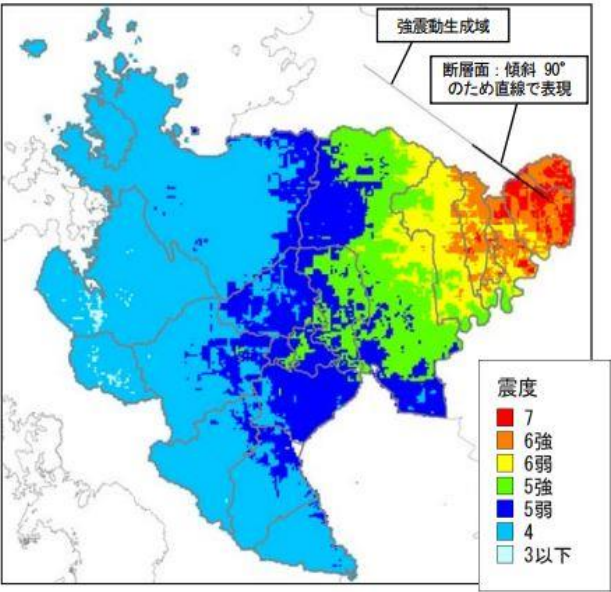 強震動生成域
断層面：傾斜 90°
のため直線で表現
震度
7
6強
6弱
5強
5弱
4
3以下